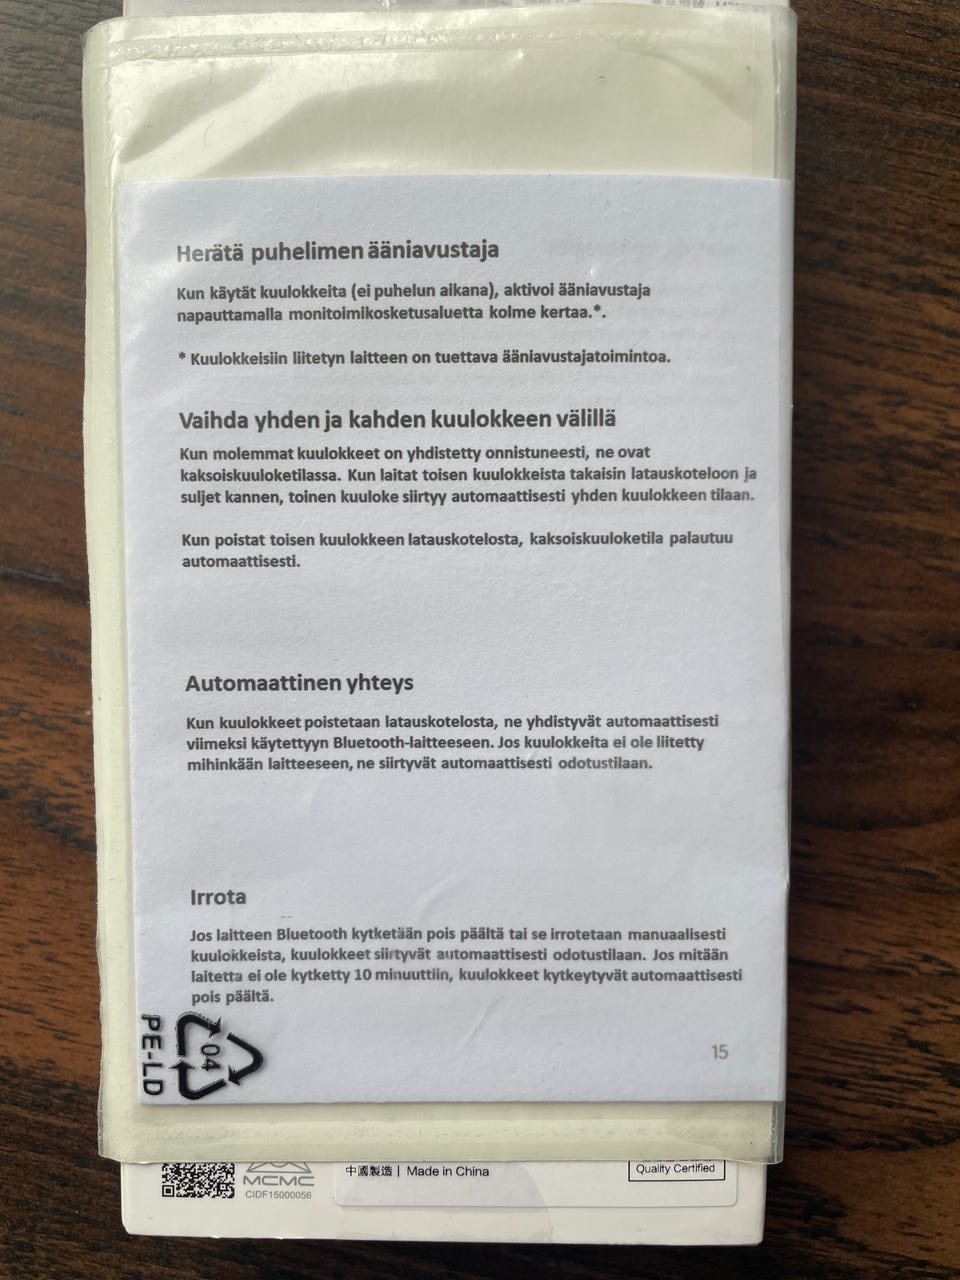 Herätä puhelimen ääniavustaja
Kun käytät kuulokkeita (ei puhelun aikana), aktivoi ääniavustaja
napauttamalla monitoimikosketusaluetta kolme kertaa.*.
* Kuulokkeisiin liitetyn laitteen on tuettava ääniavustajatoimintoa.
Vaihda yhden ja kahden kuulokkeen välillä
Kun molemmat kuulokkeet on yhdistetty onnistuneesti, ne ovat
kaksoiskuuloketilassa. Kun laitat toisen kuulokkeista takaisin latauskoteloon ja
suljet kannen, toinen kuuloke siirtyy automaattisesti yhden kuulokkeen tilaan.
Kun poistat toisen kuulokkeen latauskotelosta, kaksoiskuuloketila palautuu
automaattisesti.
Automaattinen yhteys
Kun kuulokkeet poistetaan latauskotelosta, ne yhdistyvät automaattisesti
viimeksi käytettyyn Bluetooth-laitteeseen. Jos kuulokkeita ei ole liitetty
mihinkään laitteeseen, ne siirtyvät automaattisesti odotustilaan.
Irrota
Jos laitteen Bluetooth kytketään pois päältä tai se irrotetaan manuaalisesti
kuulokkeista, kuulokkeet siirtyvät automaattisesti odotustilaan. Jos mitään
laitetta ei ole kytketty 10 minuuttiin, kuulokkeet kytkeytyvät automaattisesti
pois päältä.
15
04
PE-LD
MCMC
CIDF15000056
中國製造 | Made in China
Quality Certified